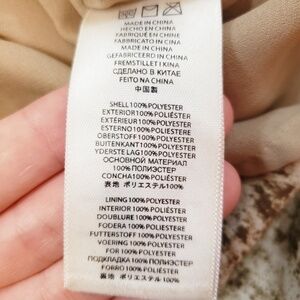 MADE IN CHINA
HECHO EN CHINA
FABRIQUÉ EN CHINE
FABBRICATO IN CINA
MADE IN CHINA
GEFABRICEERD IN CHINA
FREMSTILLET I KINA
СДЕЛАНО В КИТАЕ
FEITO NA CHINA
中国製
SHELL 100% POLYESTER
EXTERIOR 100% POLIÉSTER
EXTÉRIEUR 100% POLYESTER
ESTERNO 100% POLIESTERE
OBERSTOFF 100% POLYESTER
BUITENKANT 100% POLYESTER
YDERSTE LAG 100% POLYESTER
ОСНОВНОЙ МАТЕРИАЛ
100% ПОЛИЭСТЕР
CONCHA 100% POLIÉSTER
表地 ポリエステル100%
LINING 100% POLYESTER
INTERIOR 100% POLIÉSTER
DOUBLURE 100% POLYESTER
FODERA 100% POLIESTERE
FUTTERSTOFF 100% POLYESTER
VOERING 100% POLYESTER
FOR 100% POLYESTER
ПОДКЛАДКА 100% ПОЛИЭСТЕР
FORRO 100% POLIÉSTER
裏地 ポリエステル100%